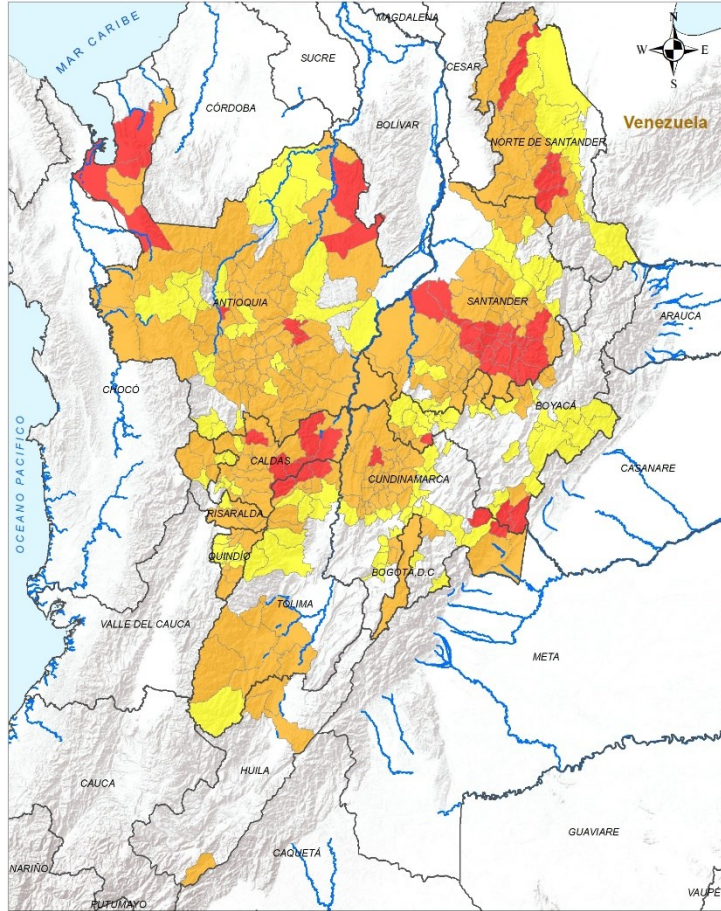 MAGDALENA
N
MAR CARIBE
SUCRE
CESAR
W
E
S
CÓRDOBA
BOLÍVAR
Venezuela
NORTE DE SANTANDER
ANTIOQUIA
SANTANDER
ARAUCA
CHOCÓ
BOYACÁ
CALDAS
CUNDINAMARCA
CASANARE
OCEANO PACIFICO
RISARALDA
QUINDÍO
BOGOTÁ, D.C
TOLIMA
VALLE DEL CAUCA
META
HUILA
CAUCA
GUAVIARE
NARIÑO
CAQUETÁ
PUTUMAYO
VAUPÉ